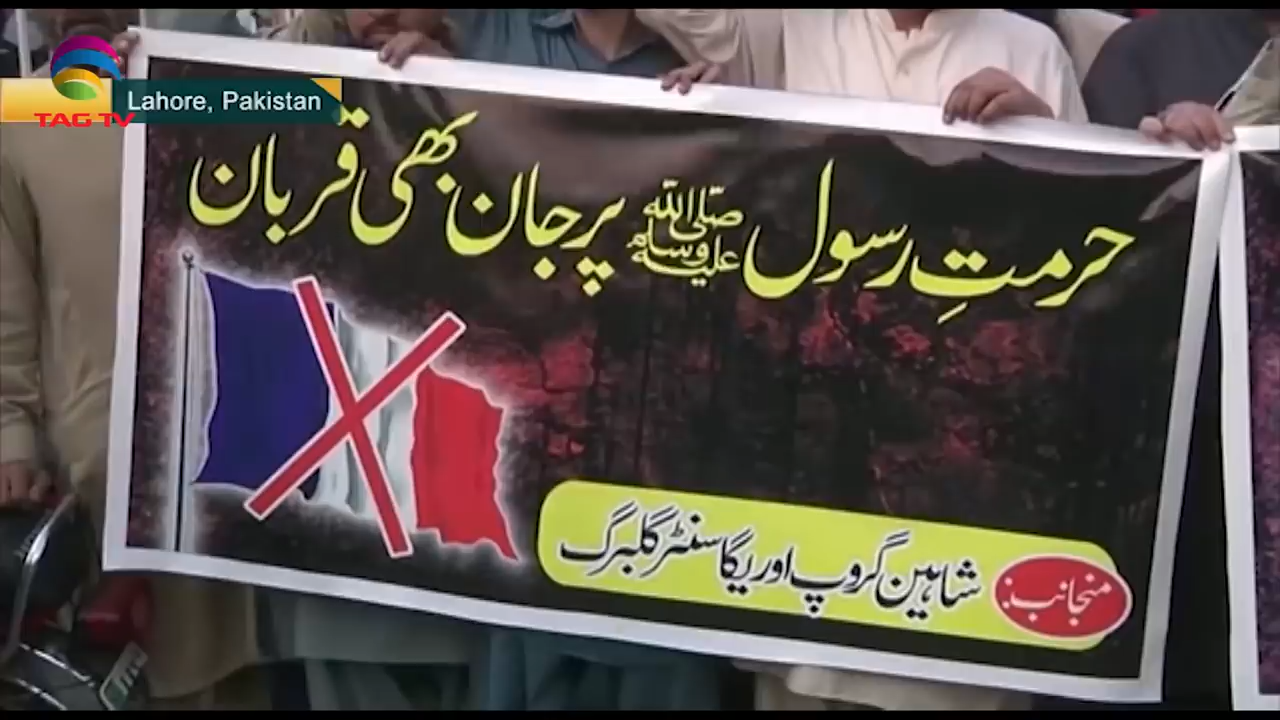 Lahore, Pakistan
TAG TV
حرمتِ رسول صلی اللہ علیہ وسلم پر جان بھی قربان
منجانب: شاہین گروپ اور یگا سنٹر گلبرگ